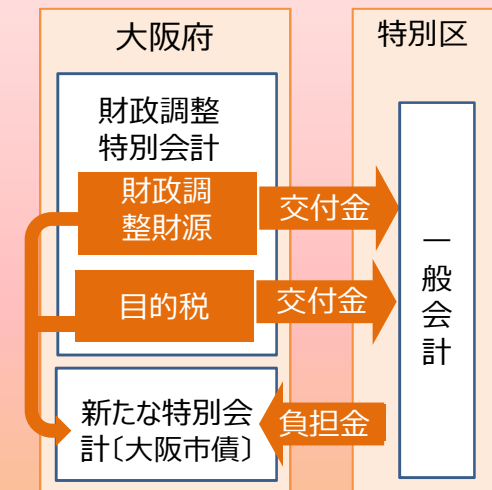 大阪府
財政調整
特別会計
財政調
整財源
目的税
新たな特別会
計〔大阪市債〕
交付金
交付金
負担金
特別区
一般会計